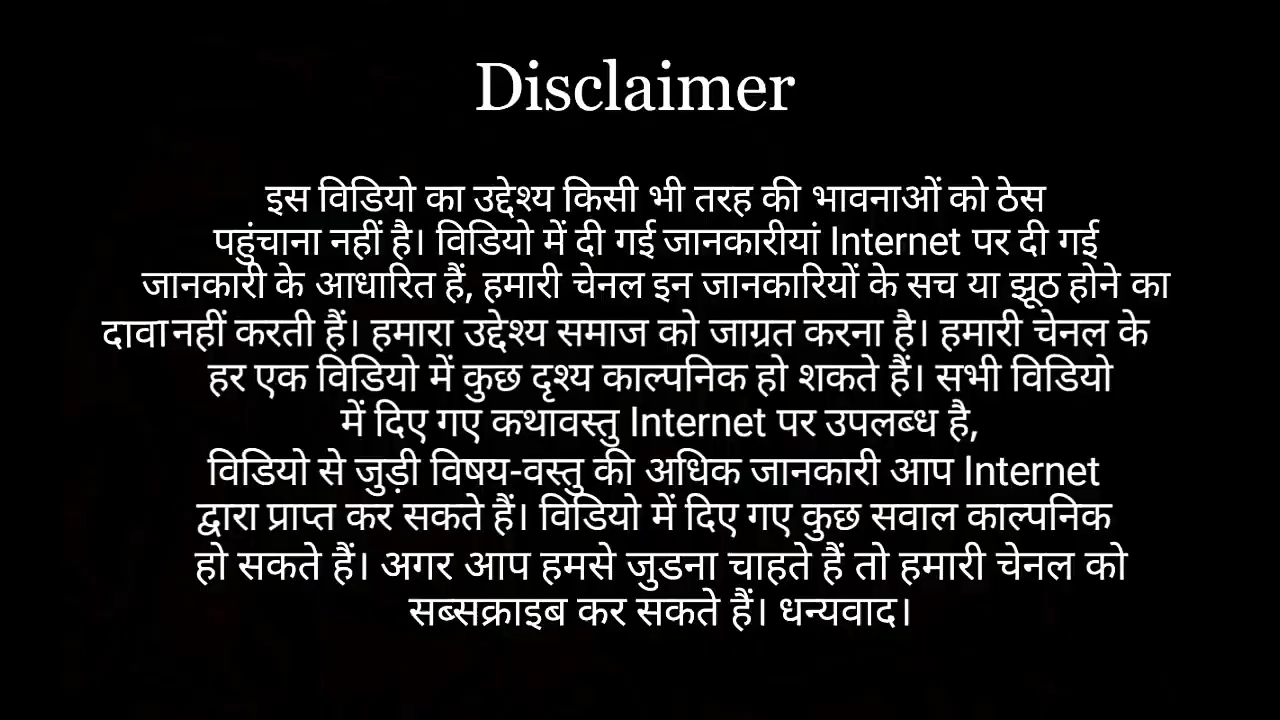 Disclaimer
इस विडियो का उद्देश्य किसी भी तरह की भावनाओं को ठेस
पहुंचाना नहीं है। विडियो में दी गई जानकारीयां Internet पर दी गई
जानकारी के आधारित हैं, हमारी चेनल इन जानकारियों के सच या झूठ होने का
दावा नहीं करती हैं। हमारा उद्देश्य समाज को जाग्रत करना है। हमारी चेनल के
हर एक विडियो में कुछ दृश्य काल्पनिक हो शकते हैं। सभी विडियो
में दिए गए कथावस्तु Internet पर उपलब्ध है,
विडियो से जुड़ी विषय-वस्तु की अधिक जानकारी आप Internet
द्वारा प्राप्त कर सकते हैं। विडियो में दिए गए कुछ सवाल काल्पनिक
हो सकते हैं। अगर आप हमसे जुडना चाहते हैं तो हमारी चेनल को
सब्सक्राइब कर सकते हैं। धन्यवाद।